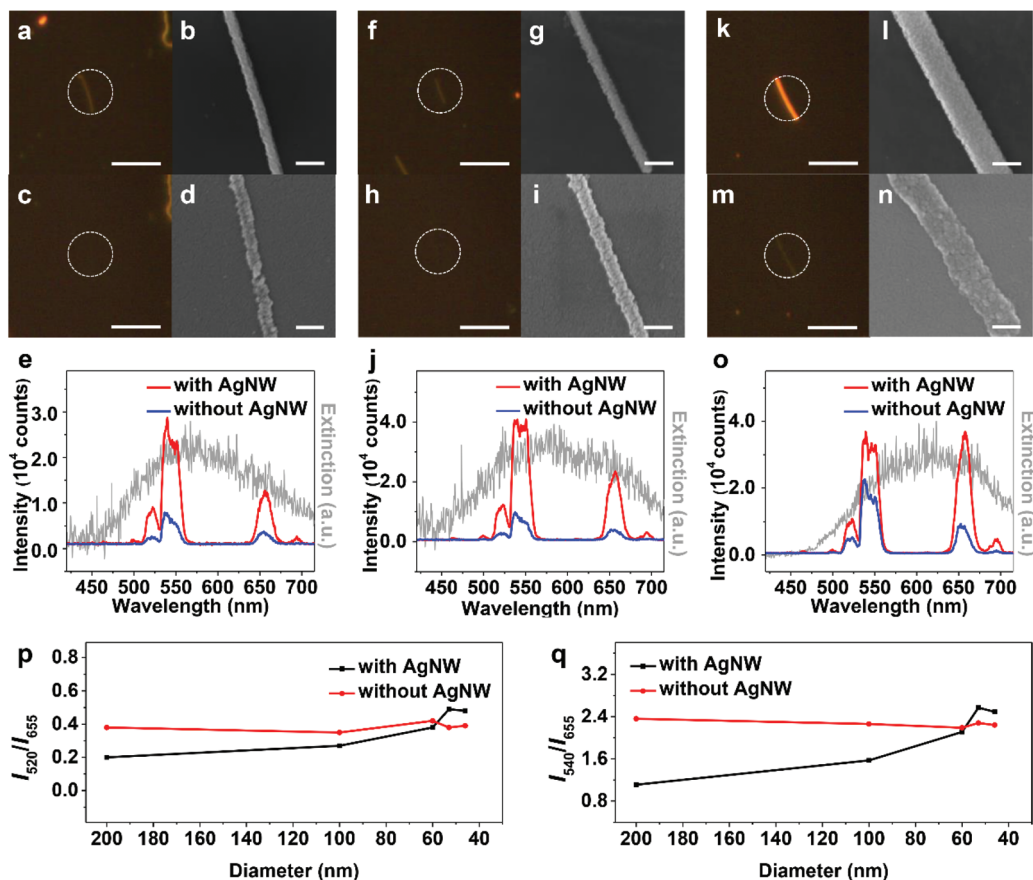 a b f g k l
c d h i m n
e j o
with AgNW
without AgNW
Intensity (10⁴ counts)
3.0
2.0
1.0
0.0
Extinction (a.u.)
450 500 550 600 650 700
Wavelength (nm)
with AgNW
without AgNW
Intensity (10⁴ counts)
4.0
2.0
0.0
Extinction (a.u.)
450 500 550 600 650 700
Wavelength (nm)
with AgNW
without AgNW
Intensity (10⁴ counts)
4.0
2.0
0.0
Extinction (a.u.)
450 500 550 600 650 700
Wavelength (nm)
p
with AgNW
without AgNW
I₅₂₀/I₆₅₅
0.8
0.6
0.4
0.2
0.0
200 180 160 140 120 100 80 60 40
Diameter (nm)
q
with AgNW
without AgNW
I₅₄₀/I₆₅₅
3.2
2.4
1.6
0.8
200 180 160 140 120 100 80 60 40
Diameter (nm)